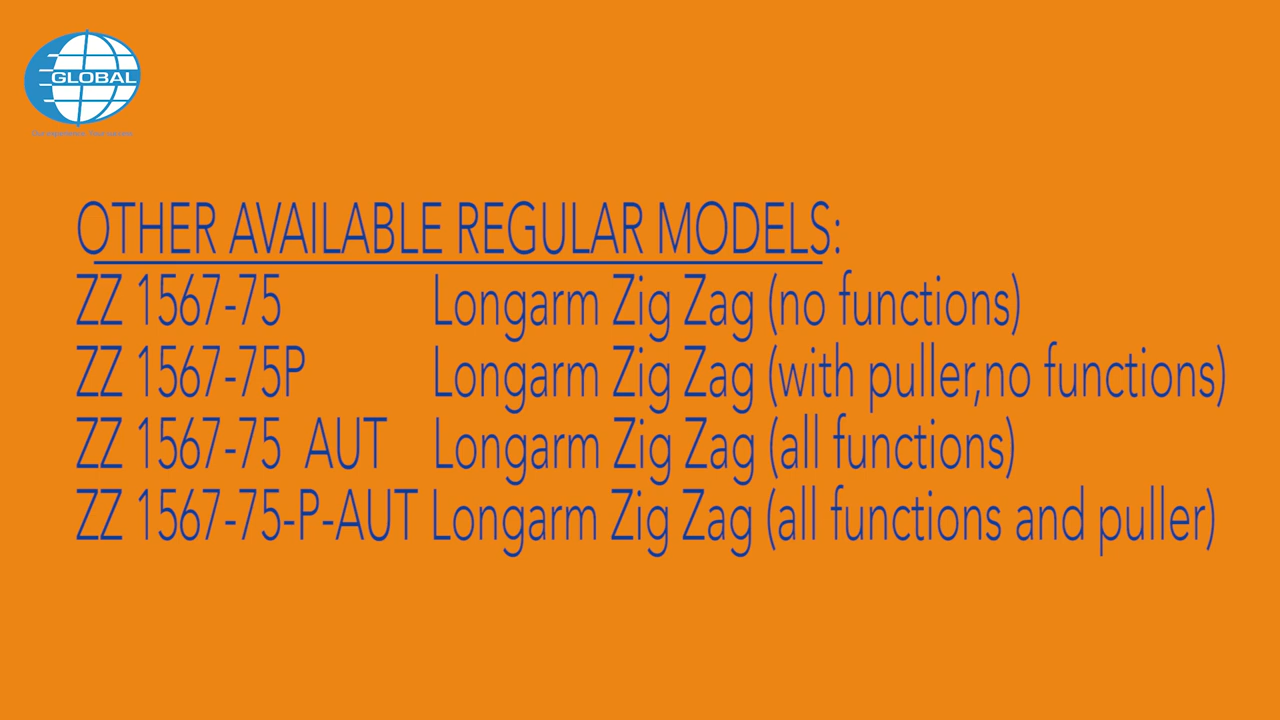 GLOBAL
OTHER AVAILABLE REGULAR MODELS:
ZZ 1567-75 Longarm Zig Zag (no functions)
ZZ 1567-75P Longarm Zig Zag (with puller,no functions)
ZZ 1567-75 AUT Longarm Zig Zag (all functions)
ZZ 1567-75-P-AUT Longarm Zig Zag (all functions and puller)